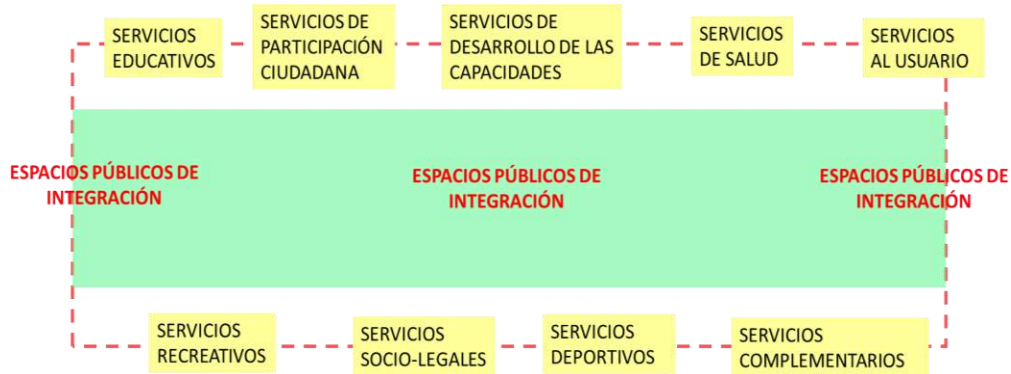 SERVICIOS
EDUCATIVOS
SERVICIOS DE
PARTICIPACIÓN
CIUDADANA
SERVICIOS DE
DESARROLLO DE LAS
CAPACIDADES
SERVICIOS
DE SALUD
SERVICIOS
AL USUARIO
ESPACIOS PÚBLICOS DE
INTEGRACIÓN
ESPACIOS PÚBLICOS DE
INTEGRACIÓN
ESPACIOS PÚBLICOS DE
INTEGRACIÓN
SERVICIOS
RECREATIVOS
SERVICIOS
SOCIO-LEGALES
SERVICIOS
DEPORTIVOS
SERVICIOS
COMPLEMENTARIOS